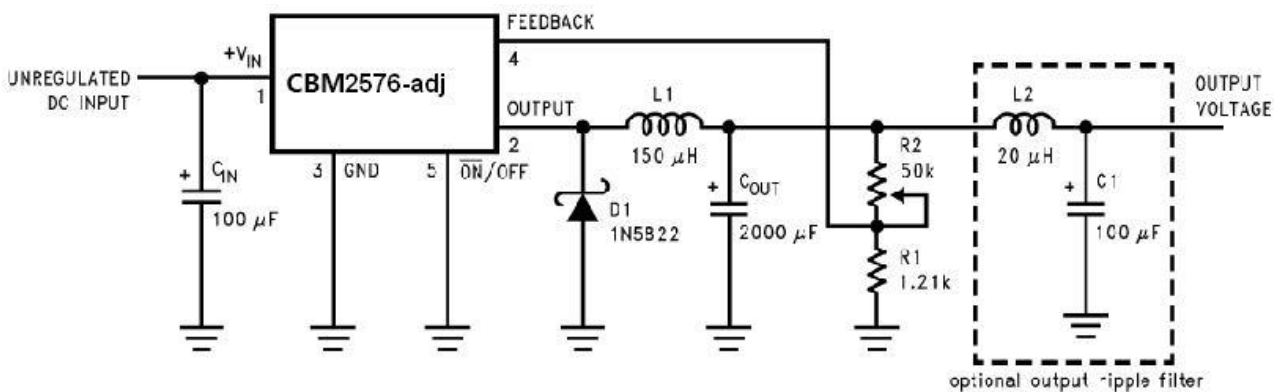 FEEDBACK
+VIN
4
UNREGULATED
DC INPUT
1
CBM2576-adj
OUTPUT
2
L1
150 μH
L2
20 μH
OUTPUT
VOLTAGE
CIN
+
100 μF
3 GND
5 ON/OFF
D1
1N5822
+
COUT
2000 μF
R2
50k
R1
1.21k
+
C1
100 μF
optional output ripple filter